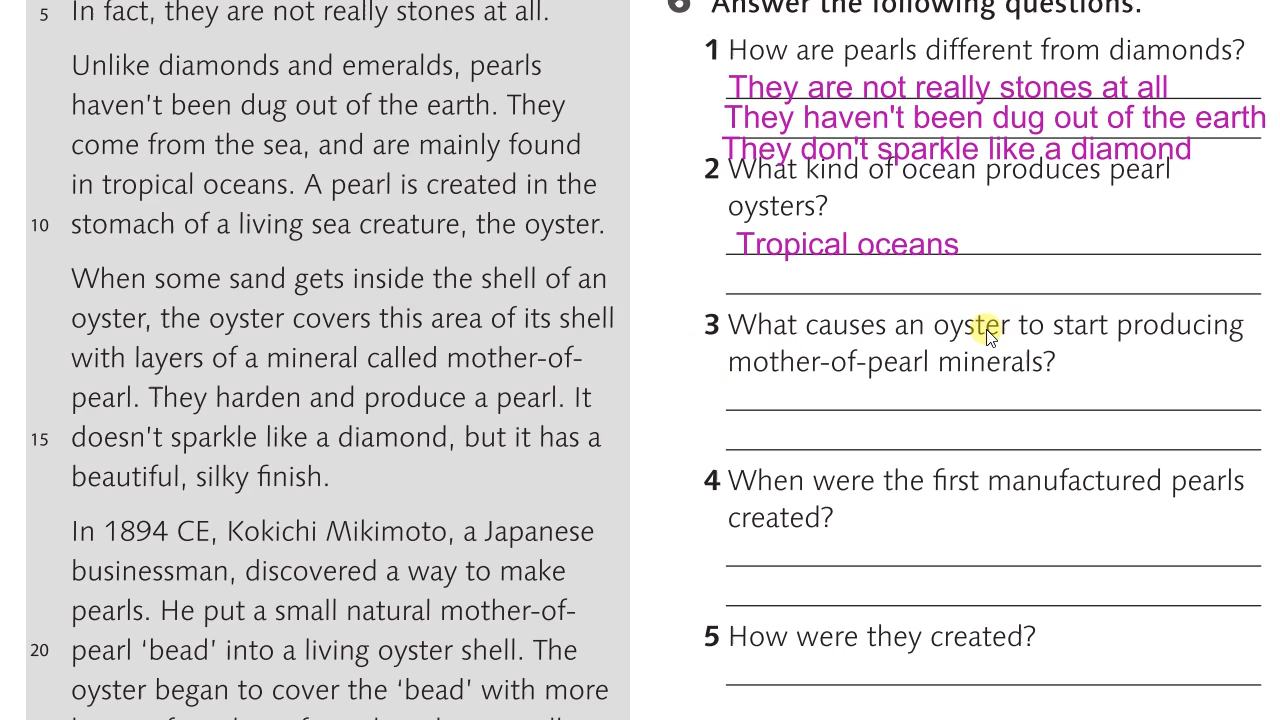 5 In fact, they are not really stones at all.
Unlike diamonds and emeralds, pearls
haven't been dug out of the earth. They
come from the sea, and are mainly found
in tropical oceans. A pearl is created in the
10 stomach of a living sea creature, the oyster.
When some sand gets inside the shell of an
oyster, the oyster covers this area of its shell
with layers of a mineral called mother-of-
pearl. They harden and produce a pearl. It
15 doesn't sparkle like a diamond, but it has a
beautiful, silky finish.
In 1894 CE, Kokichi Mikimoto, a Japanese
businessman, discovered a way to make
pearls. He put a small natural mother-of-
20 pearl ‘bead’ into a living oyster shell. The
oyster began to cover the ‘bead’ with more
6 Answer the following questions.
1 How are pearls different from diamonds?
They are not really stones at all
They haven't been dug out of the earth
They don't sparkle like a diamond
2 What kind of ocean produces pearl
oysters?
Tropical oceans
3 What causes an oyster to start producing
mother-of-pearl minerals?
4 When were the first manufactured pearls
created?
5 How were they created?